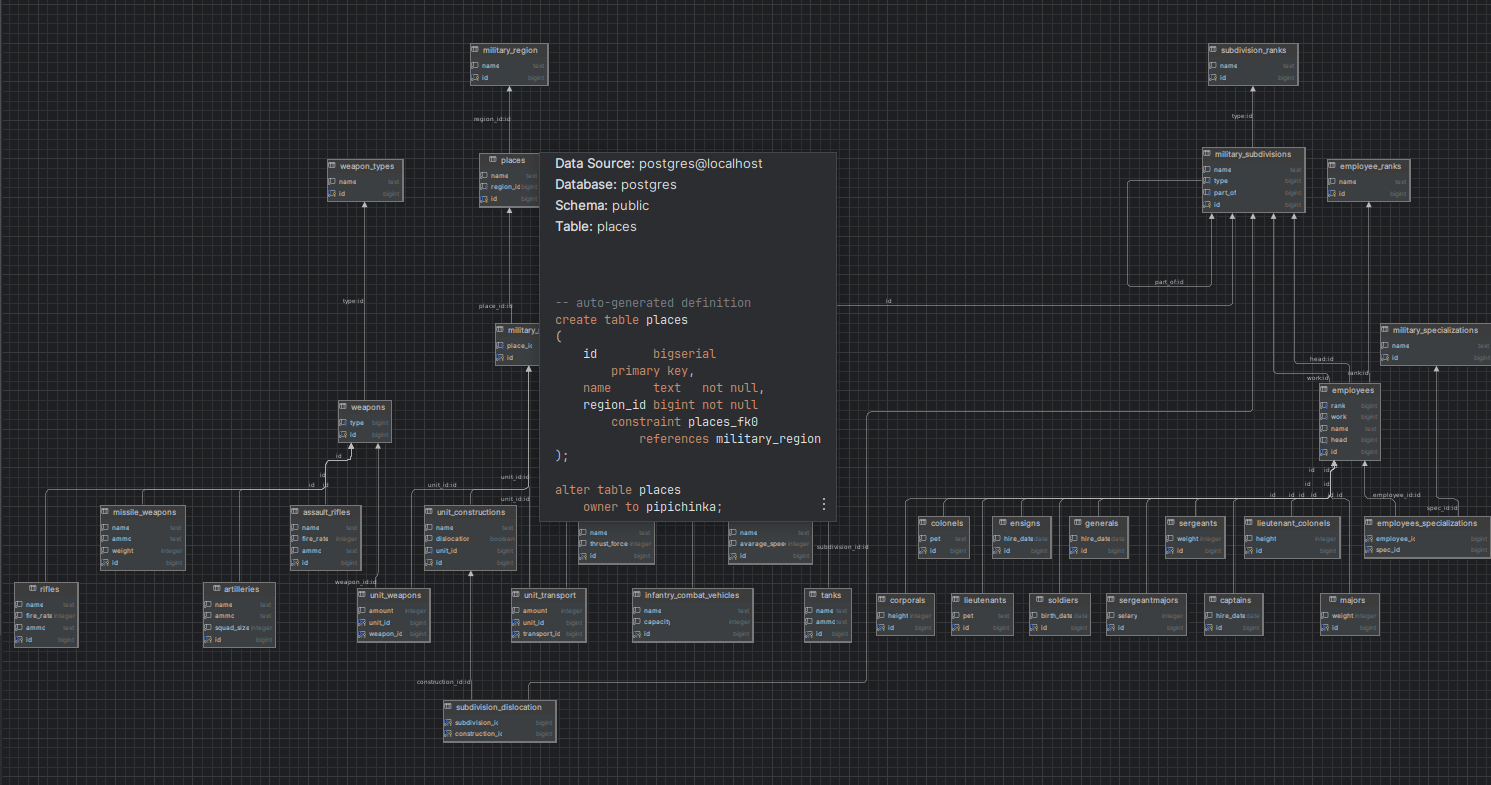 military_region
name text
id bigint
subdivision_ranks
name text
id bigint
region_id:id
type:id
weapon_types
name text
id bigint
places
name text
region_id bigint
id bigint
Data Source: postgres@localhost
Database: postgres
Schema: public
Table: places
-- auto-generated definition
create table places
(
id bigserial
primary key,
name text not null,
region_id bigint not null
constraint places_fk0
references military_region
);
alter table places
owner to pipichinka;
military_subdivisions
name text
type bigint
part_of bigint
id bigint
employee_ranks
name text
id bigint
part_of:id
type:id
place_id:id
id
military_
place_id
id
military_specializations
name text
id bigint
head:id
rank:id
work:id
employees
rank bigint
work bigint
name text
head bigint
id bigint
weapons
type bigint
id bigint
id
id
id id
unit_id:id
unit_id:id
unit_id:id
id id
id
id id id id id
employee_id:id
spec_id:id
missile_weapons
name text
ammo text
weight integer
id bigint
assault_rifles
name text
fire_rate integer
ammo text
id bigint
unit_constructions
name text
dislocation boolean
unit_id bigint
id bigint
name text
thrust_force integer
id bigint
name text
avarage_speed integer
id bigint
subdivision_id:id
colonels
pet text
id bigint
ensigns
hire_date date
id bigint
generals
hire_date date
id bigint
sergeants
weight integer
id bigint
lieutenant_colonels
height integer
id bigint
employees_specializations
employee_id bigint
spec_id bigint
weapon_id:id
rifles
name text
fire_rate integer
ammo text
id bigint
artilleries
name text
ammo text
squad_size integer
id bigint
unit_weapons
amount integer
unit_id bigint
weapon_id bigint
unit_transport
amount integer
unit_id bigint
transport_id bigint
infantry_combat_vehicles
name text
capacity integer
id bigint
tanks
name text
ammo text
id bigint
corporals
height integer
id bigint
lieutenants
pet text
id bigint
soldiers
birth_date date
id bigint
sergeantmajors
selary integer
id bigint
captains
hire_date date
id bigint
majors
weight integer
id bigint
construction_id:id
subdivision_dislocation
subdivision_id bigint
construction_id bigint